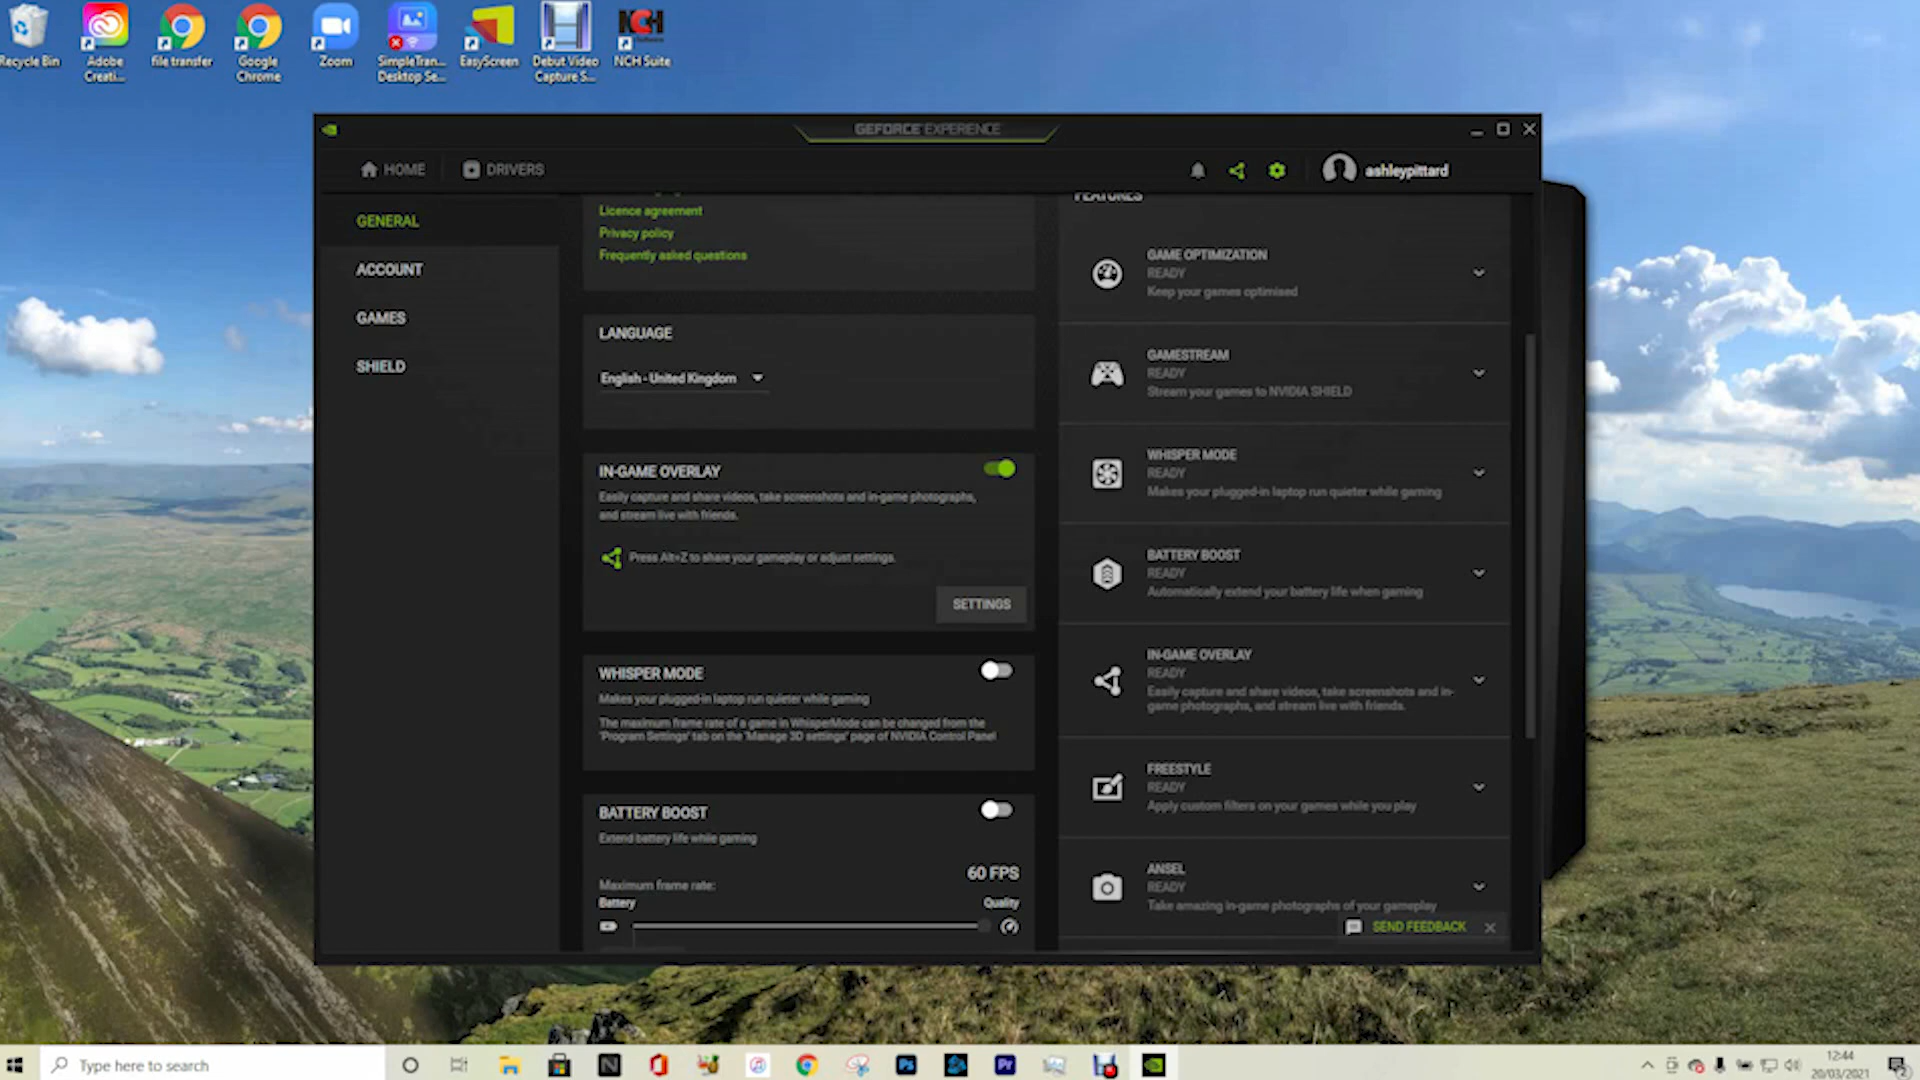 Recycle Bin
Adobe
Creati...
file transfer
Google
Chrome
Zoom
SimpleTran...
Desktop Se...
EasyScreen
Debut Video
Capture S...
NCH
NCH Suite
GEFORCE EXPERIENCE
HOME
DRIVERS
ashleypittard
GENERAL
ACCOUNT
GAMES
SHIELD
Licence agreement
Privacy policy
Frequently asked questions
LANGUAGE
English - United Kingdom
IN-GAME OVERLAY
Easily capture and share videos, take screenshots and in-game photographs,
and stream live with friends.
Press Alt+Z to share your gameplay or adjust settings.
SETTINGS
WHISPER MODE
Makes your plugged-in laptop run quieter while gaming
The maximum frame rate of a game in WhisperMode can be changed from the
'Program Settings' tab on the 'Manage 3D settings' page of NVIDIA Control Panel
BATTERY BOOST
Extend battery life while gaming
60 FPS
Maximum frame rate:
Battery
Quality
FEATURES
GAME OPTIMIZATION
READY
Keep your games optimised
GAMESTREAM
READY
Stream your games to NVIDIA SHIELD
WHISPER MODE
READY
Makes your plugged-in laptop run quieter while gaming
BATTERY BOOST
READY
Automatically extend your battery life when gaming
IN-GAME OVERLAY
READY
Easily capture and share videos, take screenshots and in-
game photographs, and stream live with friends.
FREESTYLE
READY
Apply custom filters on your games while you play
ANSEL
READY
Take amazing in-game photographs of your gameplay
SEND FEEDBACK
Type here to search
N
Ps
Pr
12:44
20/03/2021
2